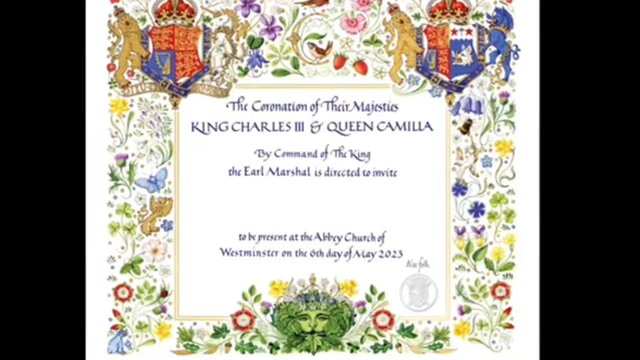 The Coronation of Their Majesties
KING CHARLES III & QUEEN CAMILLA
By Command of The King
the Earl Marshal is directed to invite
to be present at the Abbey Church of
Westminster on the 6th day of May 2023
Norfolk